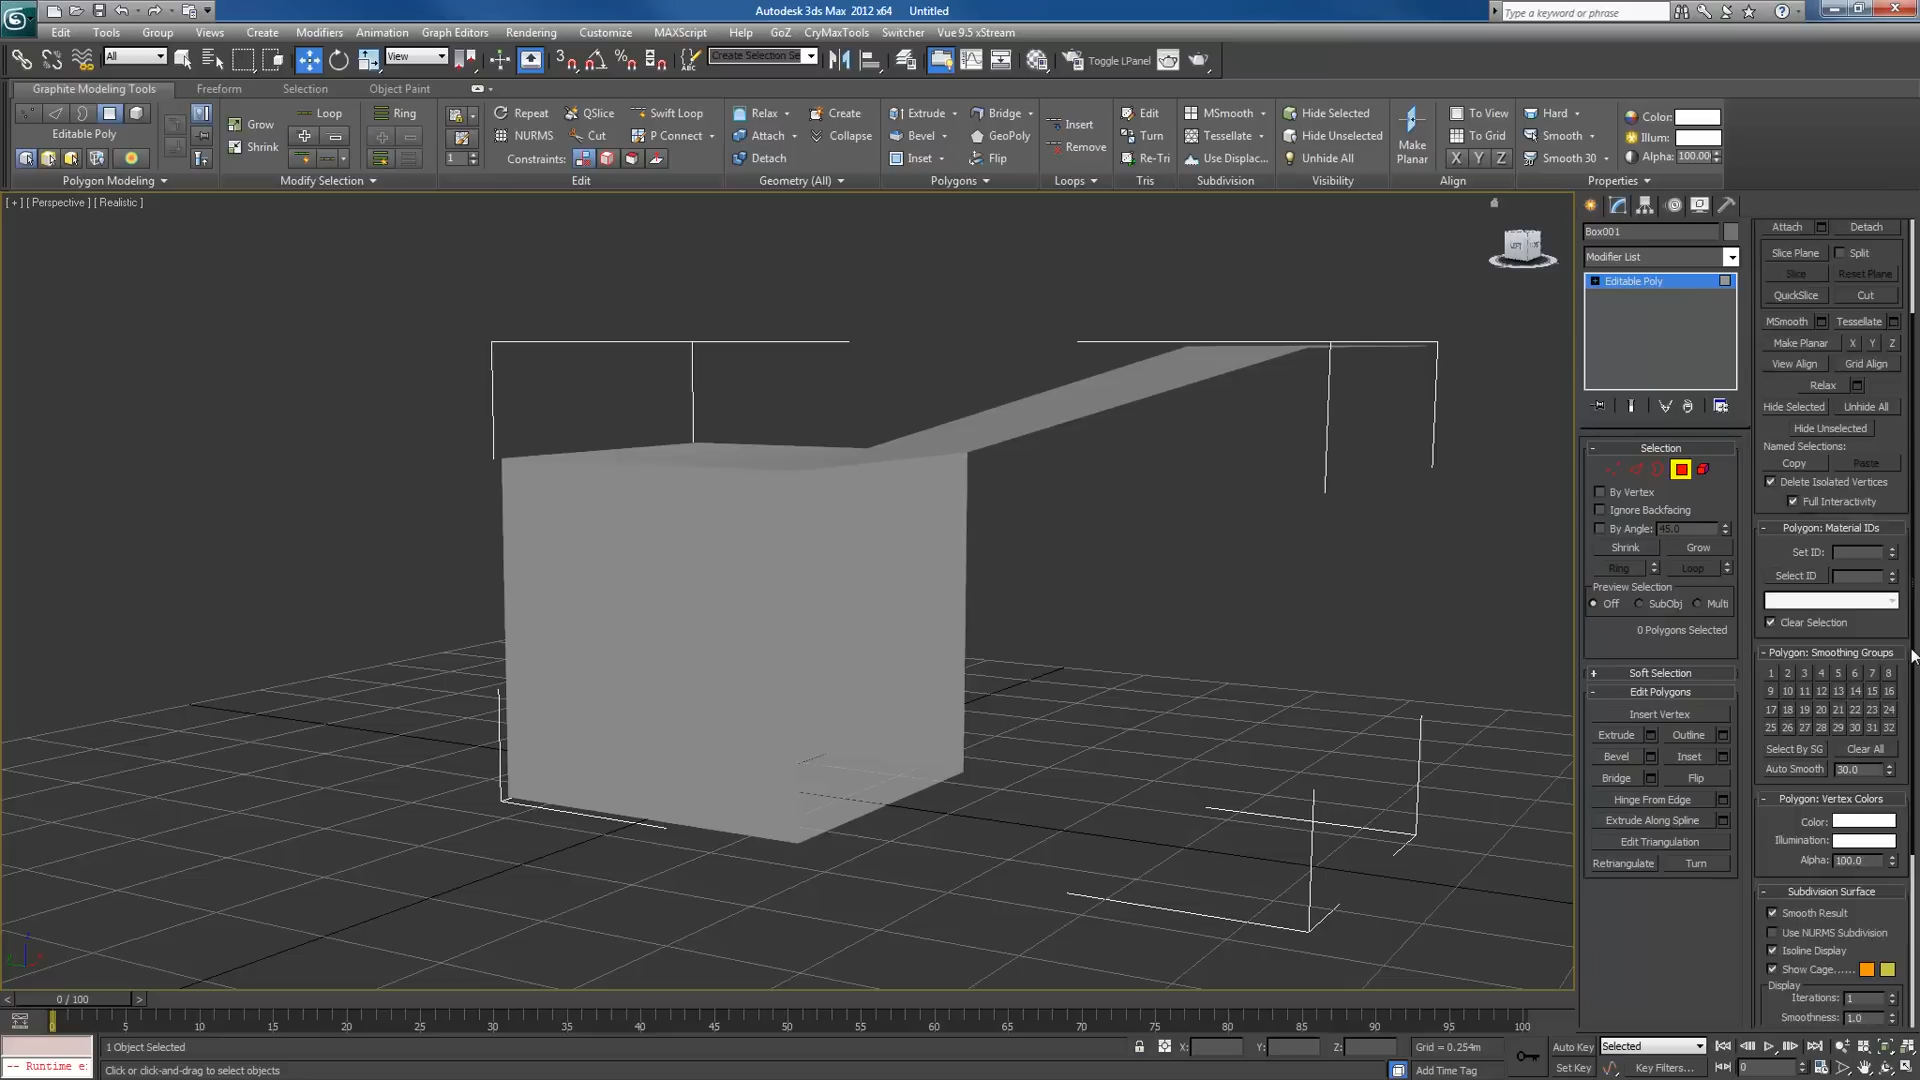 Autodesk 3ds Max 2012 x64 Untitled
Type a keyword or phrase
Edit Tools Group Views Create Modifiers Animation Graph Editors Rendering Customize MAXScript Help GoZ CryMaxTools Switcher Vue 9.5 xStream
All View Create Selection Se Toggle LPanel
Graphite Modeling Tools Freeform Selection Object Paint
Editable Poly
Polygon Modeling
Grow
Shrink
Loop
Ring
Modify Selection
1
Repeat QSlice Swift Loop
NURMS Cut P Connect
Constraints:
Edit
Relax Create
Attach Collapse
Detach
Geometry (All)
Extrude Bridge
Bevel GeoPoly
Inset Flip
Polygons
Insert
Remove
Loops
Edit
Turn
Re-Tri
Tris
MSmooth
Tessellate
Use Displac...
Subdivision
Hide Selected
Hide Unselected
Unhide All
Visibility
Make Planar
To View
To Grid
X Y Z
Align
Hard
Smooth
Smooth 30
Color:
Illum:
Alpha: 100.00
Properties
[ + ] [ Perspective ] [ Realistic ]
LEFT
Box001
Modifier List
Editable Poly
Selection
By Vertex
Ignore Backfacing
By Angle: 45.0
Shrink Grow
Ring Loop
Preview Selection
Off SubObj Multi
0 Polygons Selected
Soft Selection
Edit Polygons
Insert Vertex
Extrude Outline
Bevel Inset
Bridge Flip
Hinge From Edge
Extrude Along Spline
Edit Triangulation
Retriangulate Turn
Attach Detach
Slice Plane Split
Slice Reset Plane
QuickSlice Cut
MSmooth Tessellate
Make Planar X Y Z
View Align Grid Align
Relax
Hide Selected Unhide All
Hide Unselected
Named Selections:
Copy Paste
Delete Isolated Vertices
Full Interactivity
Polygon: Material IDs
Set ID:
Select ID
Clear Selection
Polygon: Smoothing Groups
1 2 3 4 5 6 7 8
9 10 11 12 13 14 15 16
17 18 19 20 21 22 23 24
25 26 27 28 29 30 31 32
Select By SG Clear All
Auto Smooth 30.0
Polygon: Vertex Colors
Color:
Illumination:
Alpha: 100.0
Subdivision Surface
Smooth Result
Use NURMS Subdivision
Isoline Display
Show Cage......
Display
Iterations: 1
Smoothness: 1.0
0 / 100
0 5 10 15 20 25 30 35 40 45 50 55 60 65 70 75 80 85 90 95 100
1 Object Selected X: Y: Z: Grid = 0.254m Auto Key Selected
-- Runtime e: Click or click-and-drag to select objects Add Time Tag Set Key Key Filters... 0